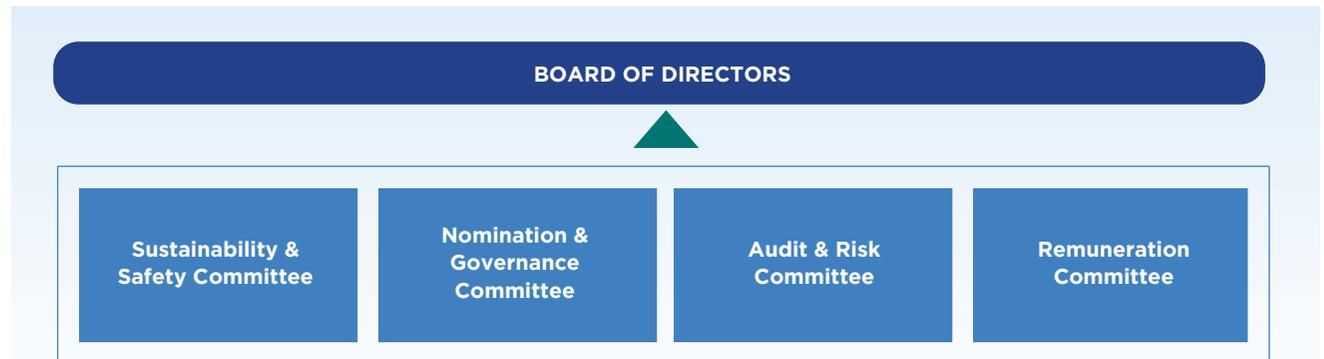 BOARD OF DIRECTORS
Sustainability &
Safety Committee
Nomination &
Governance
Committee
Audit & Risk
Committee
Remuneration
Committee